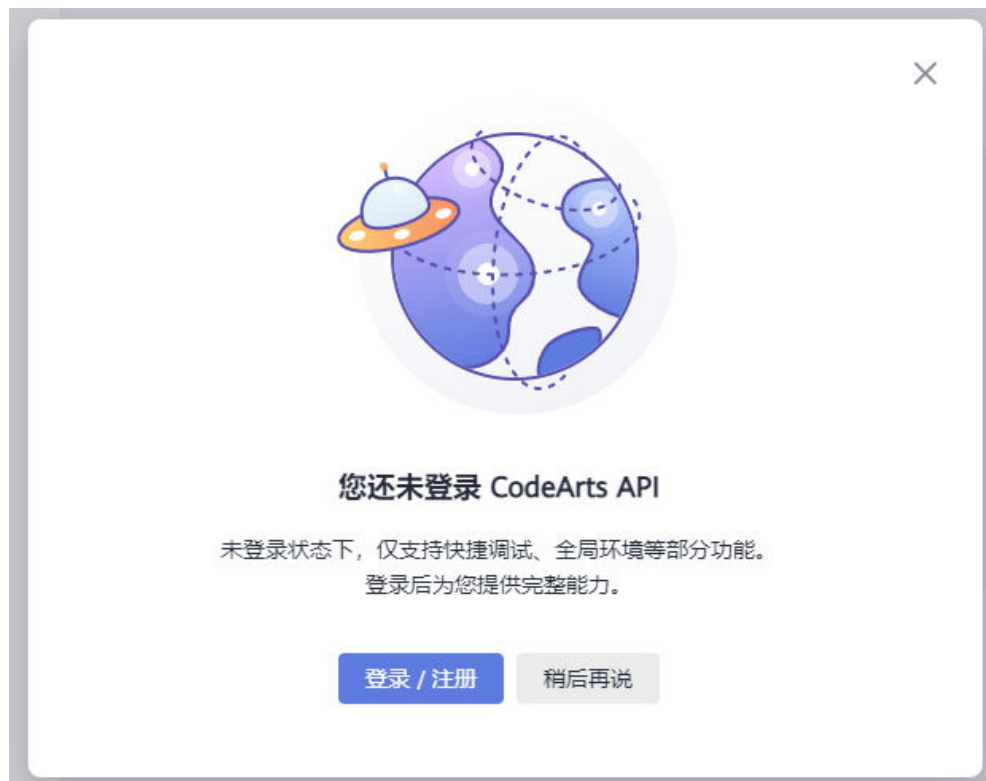 您还未登录 CodeArts API
未登录状态下，仅支持快捷调试、全局环境等部分功能。
登录后为您提供完整能力。
登录 / 注册
稍后再说